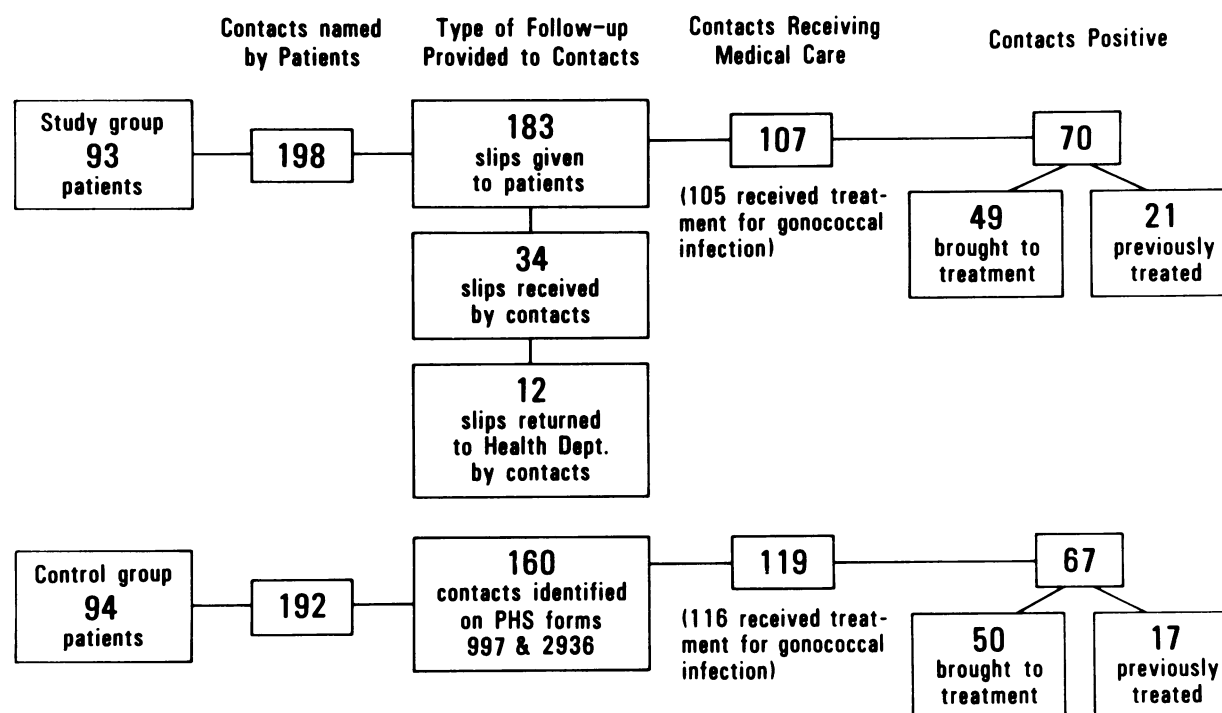 Contacts named
by Patients
Type of Follow-up
Provided to Contacts
Contacts Receiving
Medical Care
Contacts Positive
Study group
93
patients
198
183
slips given
to patients
107
(105 received treat-
ment for gonococcal
infection)
70
49
brought to
treatment
21
previously
treated
34
slips received
by contacts
12
slips returned
to Health Dept.
by contacts
Control group
94
patients
192
160
contacts identified
on PHS forms
997 & 2936
119
(116 received treat-
ment for gonococcal
infection)
67
50
brought to
treatment
17
previously
treated